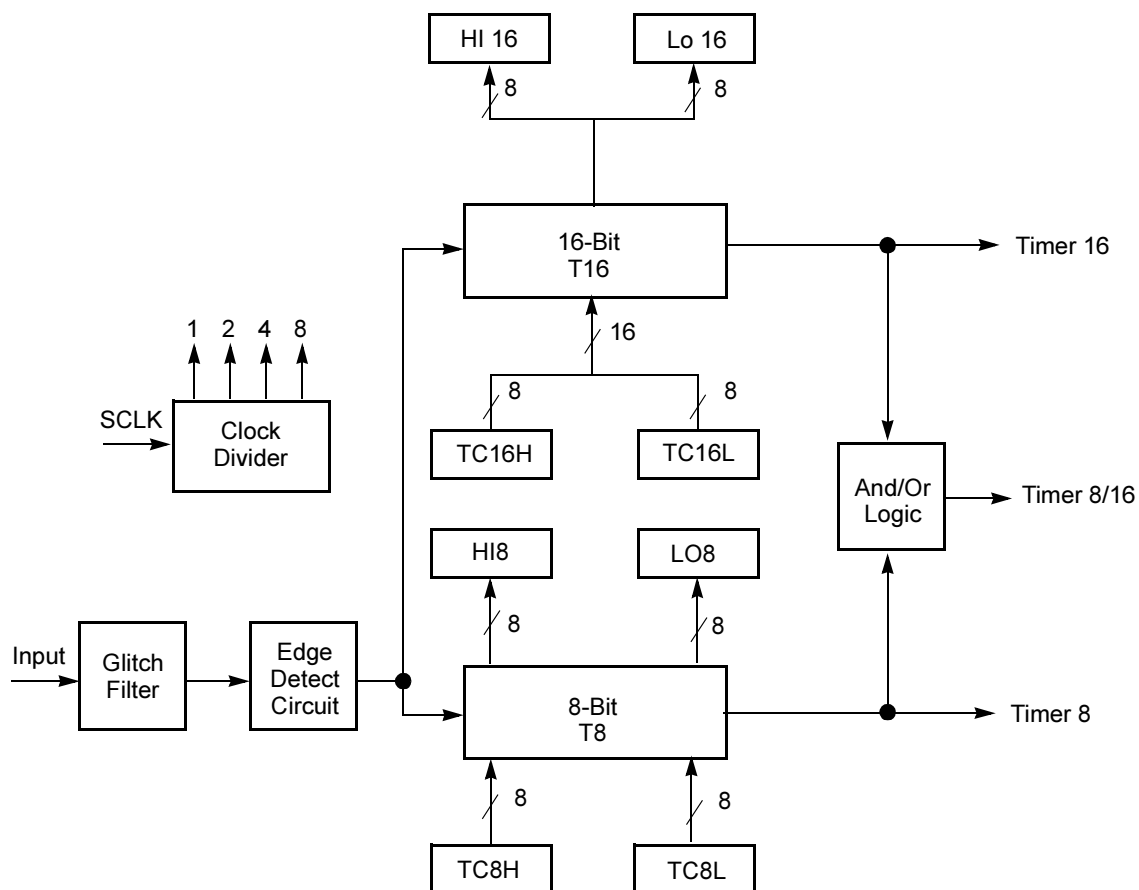 HI 16
Lo 16
8
8
16-Bit
T16
Timer 16
1 2 4 8
16
SCLK
Clock
Divider
8
8
TC16H
TC16L
And/Or
Logic
Timer 8/16
HI8
LO8
8
8
Input
Glitch
Filter
Edge
Detect
Circuit
8-Bit
T8
Timer 8
8
8
TC8H
TC8L